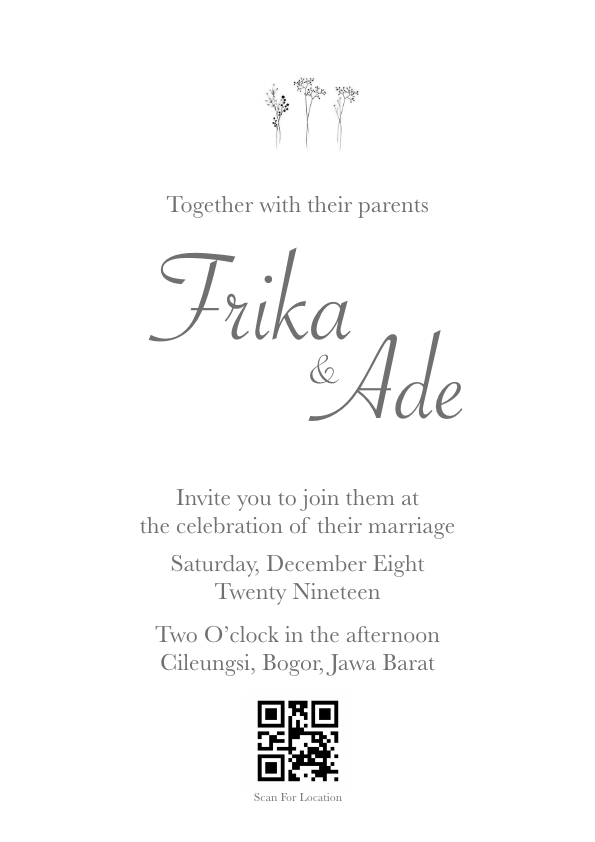 Together with their parents
Frika
& Ade
Invite you to join them at
the celebration of their marriage
Saturday, December Eight
Twenty Nineteen
Two O’clock in the afternoon
Cileungsi, Bogor, Jawa Barat
Scan For Location